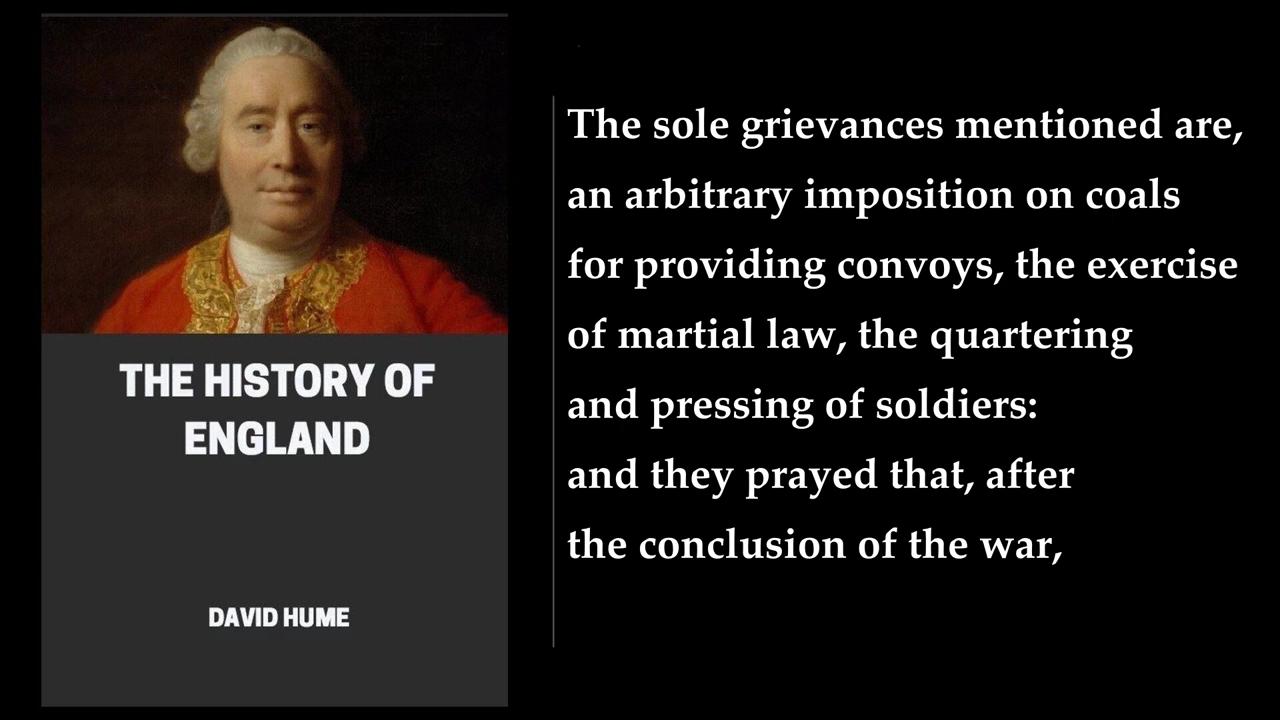 THE HISTORY OF
ENGLAND
DAVID HUME
The sole grievances mentioned are,
an arbitrary imposition on coals
for providing convoys, the exercise
of martial law, the quartering
and pressing of soldiers:
and they prayed that, after
the conclusion of the war,